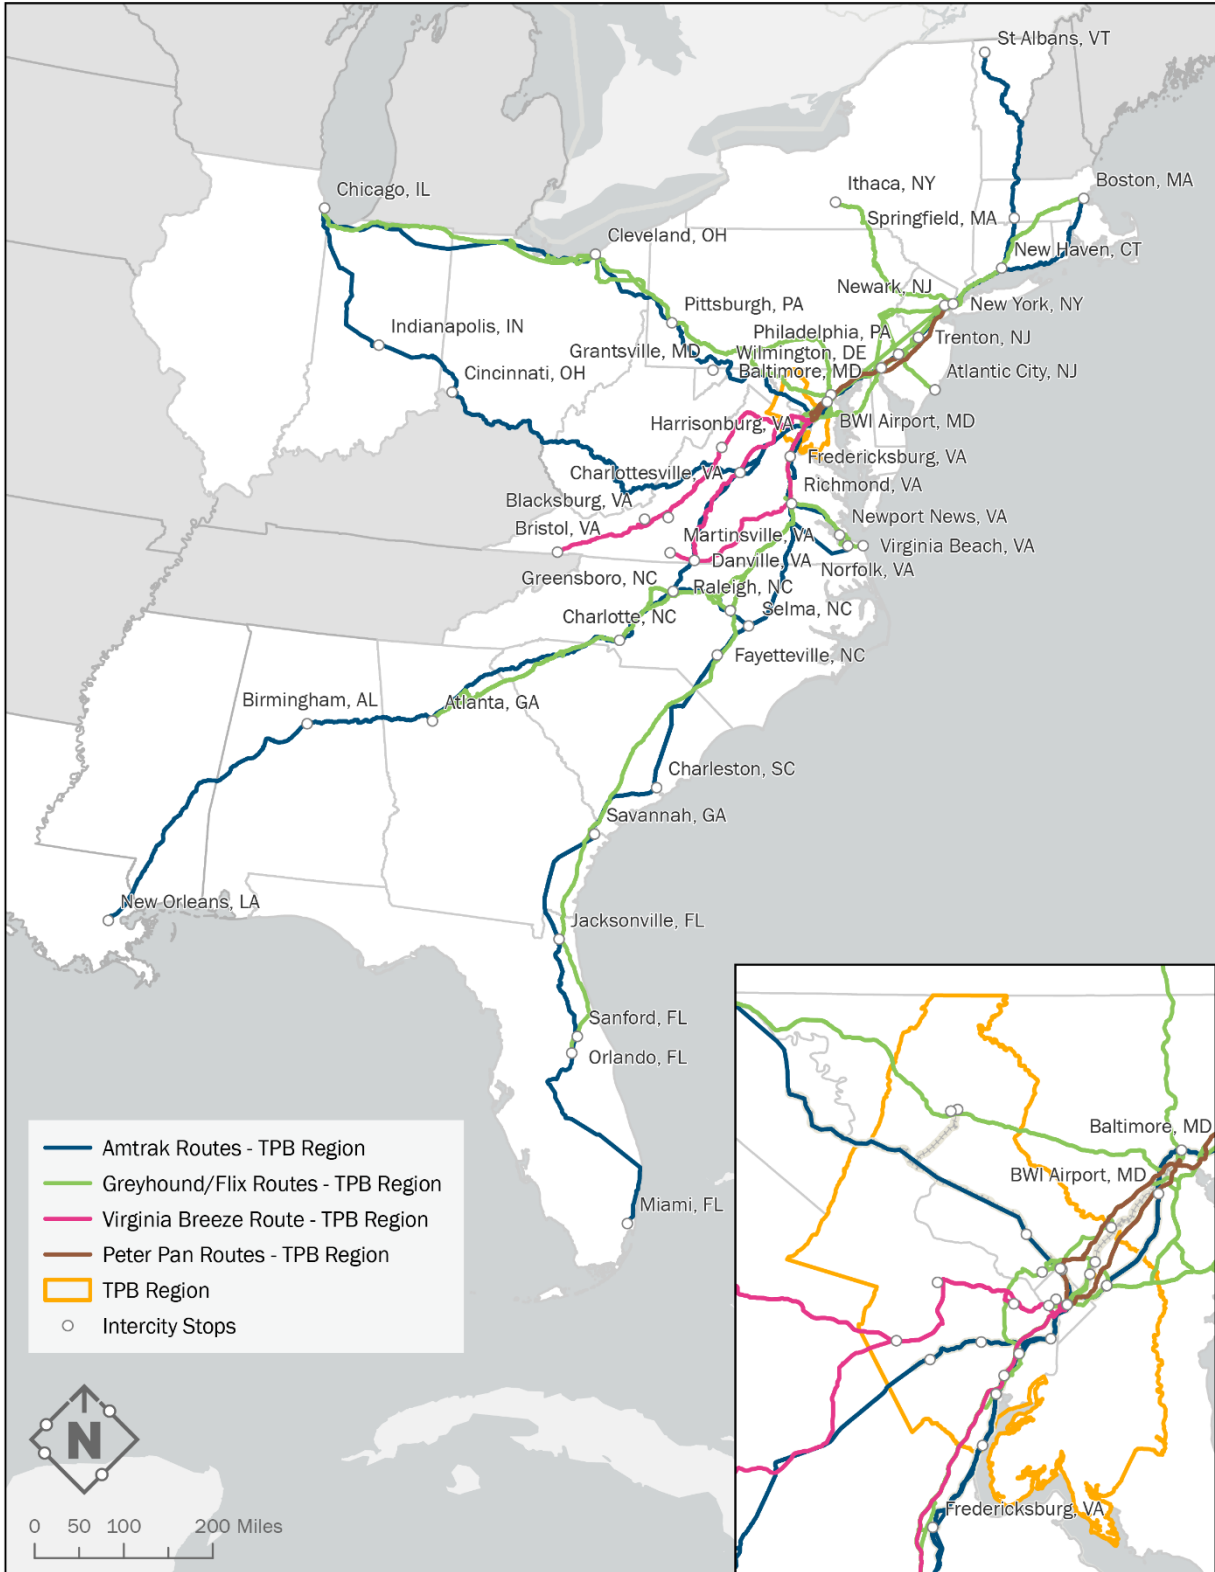 St Albans, VT
Chicago, IL
Ithaca, NY
Boston, MA
Springfield, MA
Cleveland, OH
New Haven, CT
Newark, NJ
Pittsburgh, PA
New York, NY
Indianapolis, IN
Philadelphia, PA
Trenton, NJ
Grantsville, MD
Wilmington, DE
Cincinnati, OH
Baltimore, MD
Atlantic City, NJ
Harrisonburg, VA
BWI Airport, MD
Fredericksburg, VA
Charlottesville, VA
Richmond, VA
Blacksburg, VA
Newport News, VA
Bristol, VA
Martinsville, VA
Virginia Beach, VA
Danville, VA
Norfolk, VA
Greensboro, NC
Raleigh, NC
Selma, NC
Charlotte, NC
Fayetteville, NC
Birmingham, AL
Atlanta, GA
Charleston, SC
Savannah, GA
New Orleans, LA
Jacksonville, FL
Sanford, FL
Orlando, FL
Miami, FL
Amtrak Routes - TPB Region
Greyhound/Flix Routes - TPB Region
Virginia Breeze Route - TPB Region
Peter Pan Routes - TPB Region
TPB Region
Intercity Stops
N
0 50 100 200 Miles
Baltimore, MD
BWI Airport, MD
Fredericksburg, VA